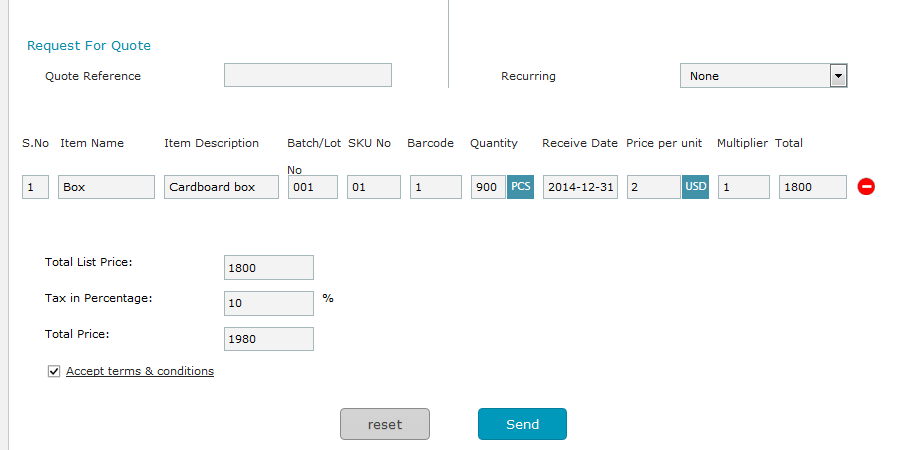 Request For Quote
Quote Reference Recurring None
S.No Item Name Item Description Batch/Lot No SKU No Barcode Quantity Receive Date Price per unit Multiplier Total
1 Box Cardboard box 001 01 1 900 PCS 2014-12-31 2 USD 1 1800
Total List Price: 1800
Tax in Percentage: 10 %
Total Price: 1980
Accept terms & conditions
reset Send